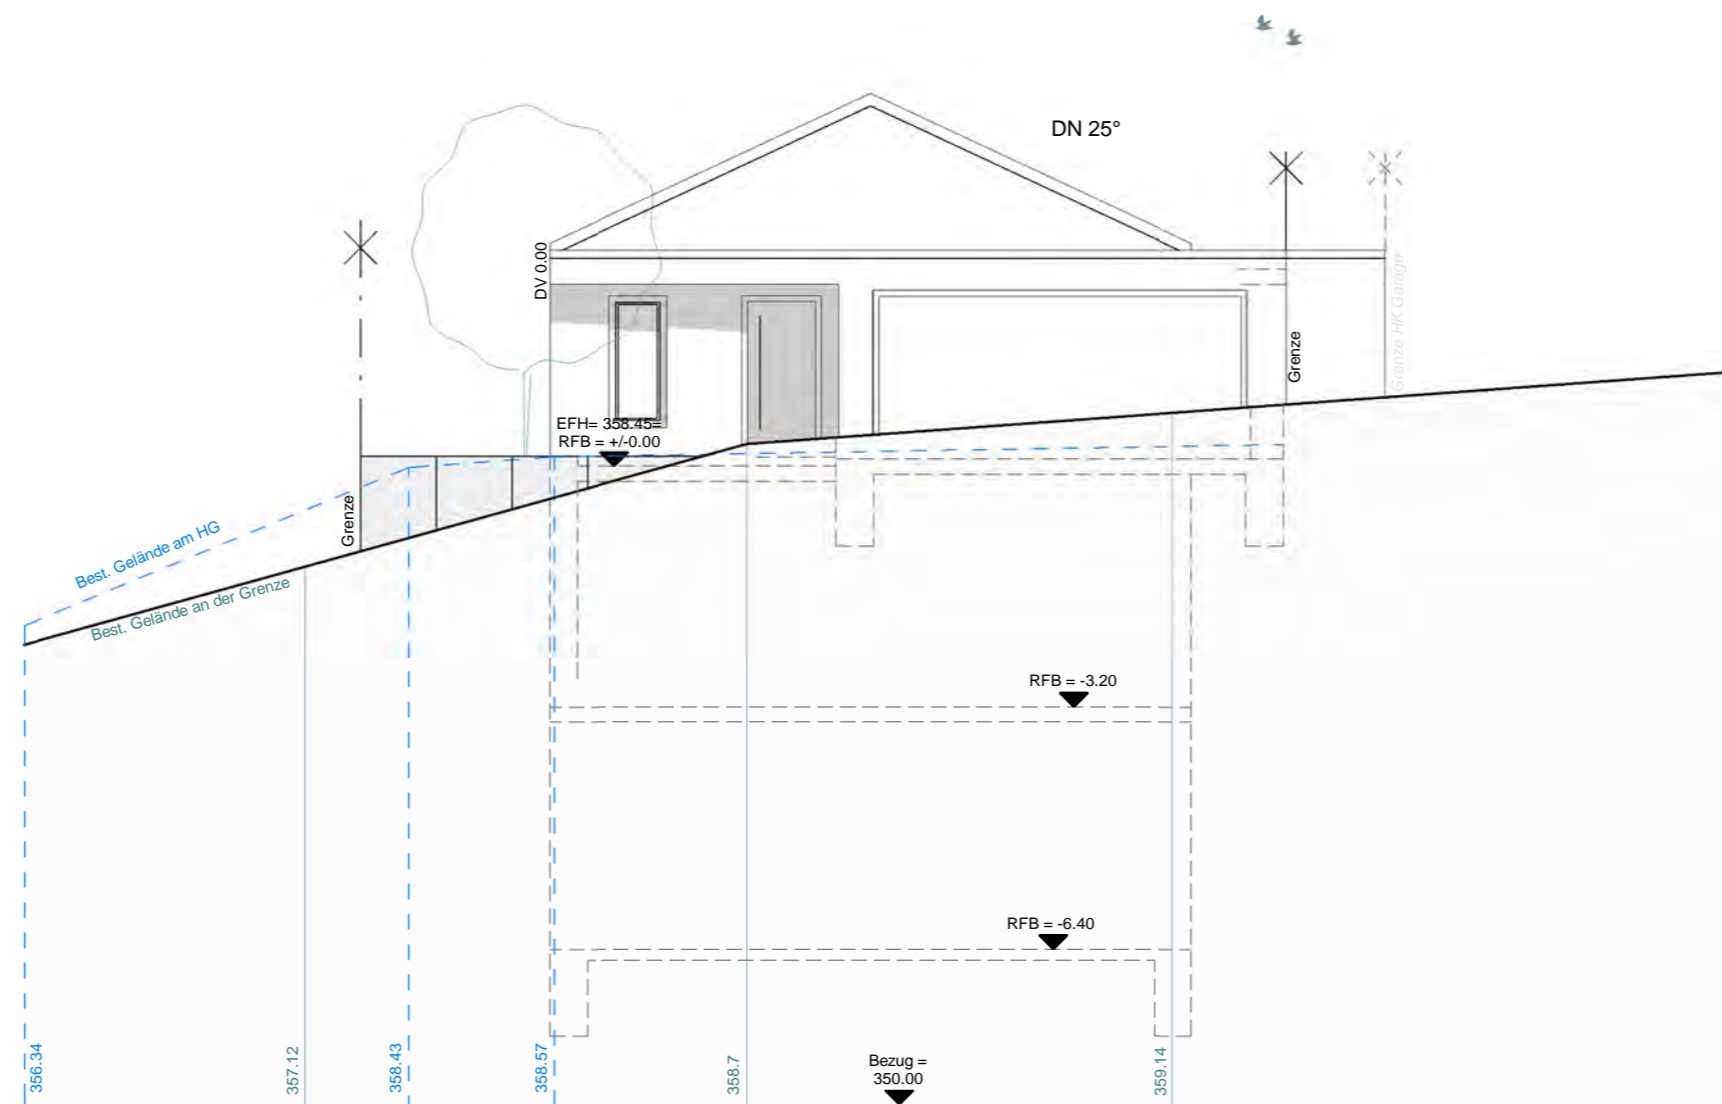 DN 25°
DV 0.00
Grenze HK Garage
Grenze
EFH= 358.45=
RFB = +/-0.00
Grenze
Best. Gelände am HG
Best. Gelände an der Grenze
RFB = -3.20
RFB = -6.40
Bezug =
350.00
356.34
357.12
358.43
358.57
358.7
359.14